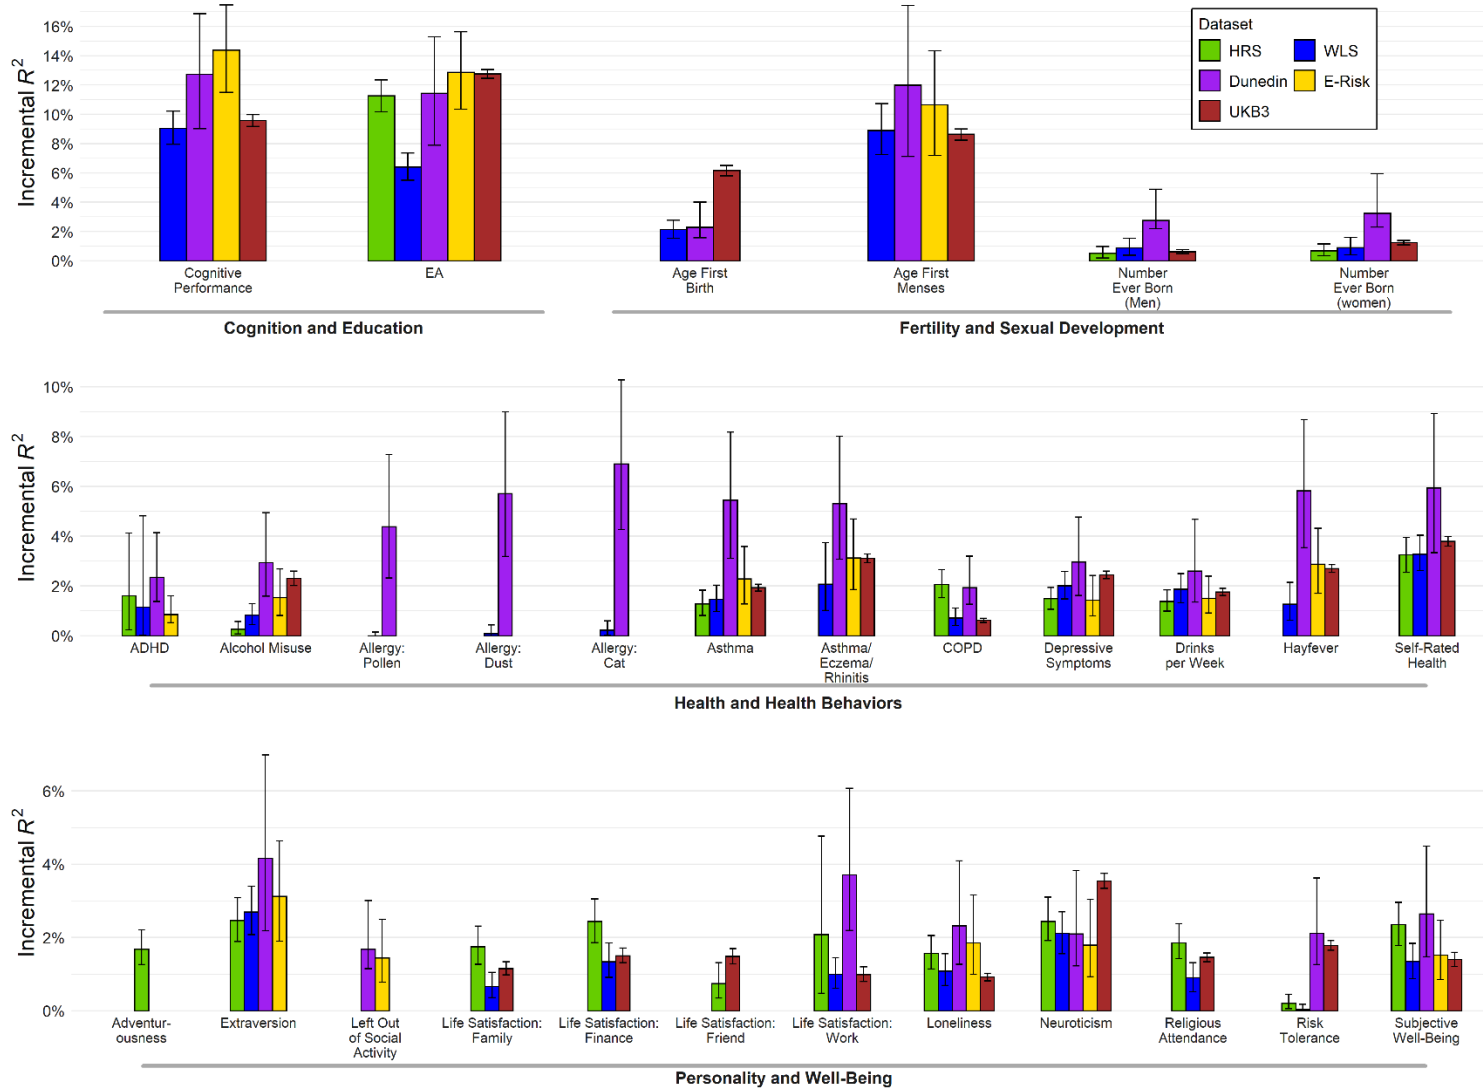 Incremental R²
16%
14%
12%
10%
8%
6%
4%
2%
0%
Dataset
HRS
WLS
Dunedin
E-Risk
UKB3
Cognitive
Performance
EA
Age First
Birth
Age First
Menses
Number
Ever Born
(Men)
Number
Ever Born
(women)
Cognition and Education
Fertility and Sexual Development
Incremental R²
10%
8%
6%
4%
2%
0%
ADHD
Alcohol Misuse
Allergy:
Pollen
Allergy:
Dust
Allergy:
Cat
Asthma
Asthma/
Eczema/
Rhinitis
COPD
Depressive
Symptoms
Drinks
per Week
Hayfever
Self-Rated
Health
Health and Health Behaviors
Incremental R²
6%
4%
2%
0%
Adventur-
ousness
Extraversion
Left Out
of Social
Activity
Life Satisfaction:
Family
Life Satisfaction:
Finance
Life Satisfaction:
Friend
Life Satisfaction:
Work
Loneliness
Neuroticism
Religious
Attendance
Risk
Tolerance
Subjective
Well-Being
Personality and Well-Being